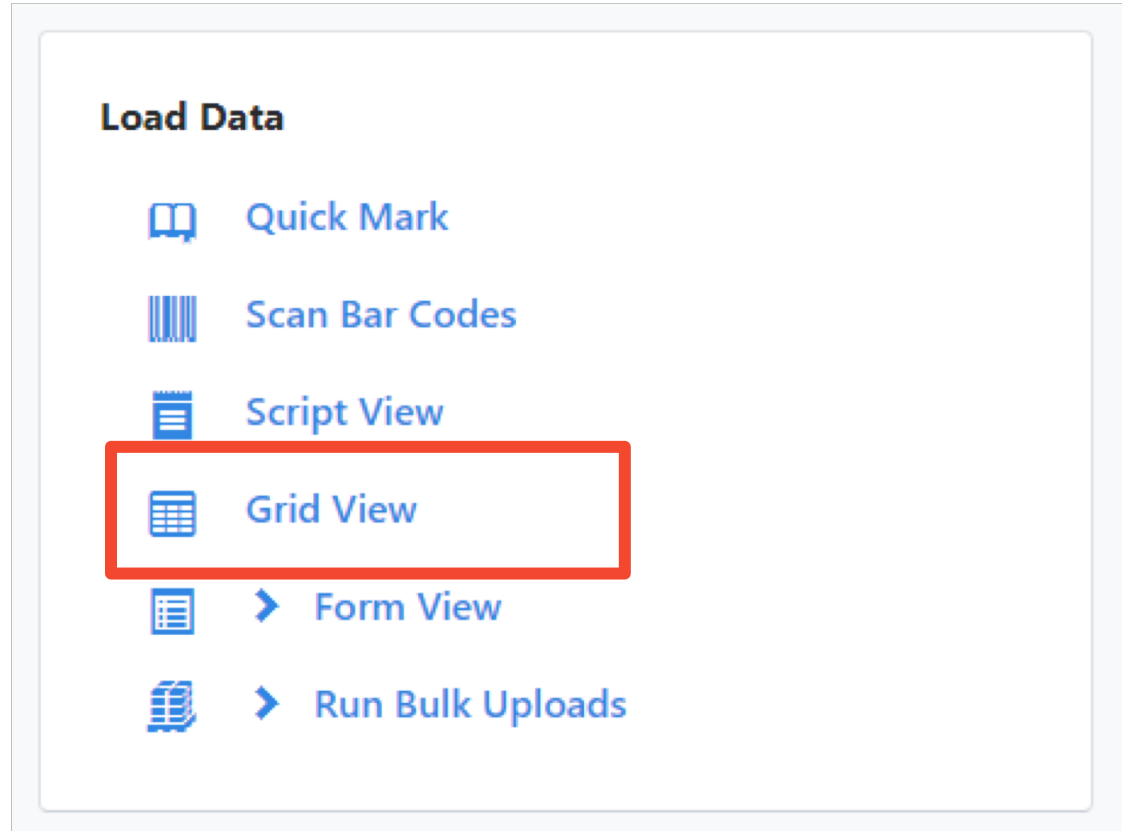 Load Data
Quick Mark
Scan Bar Codes
Script View
Grid View
Form View
Run Bulk Uploads